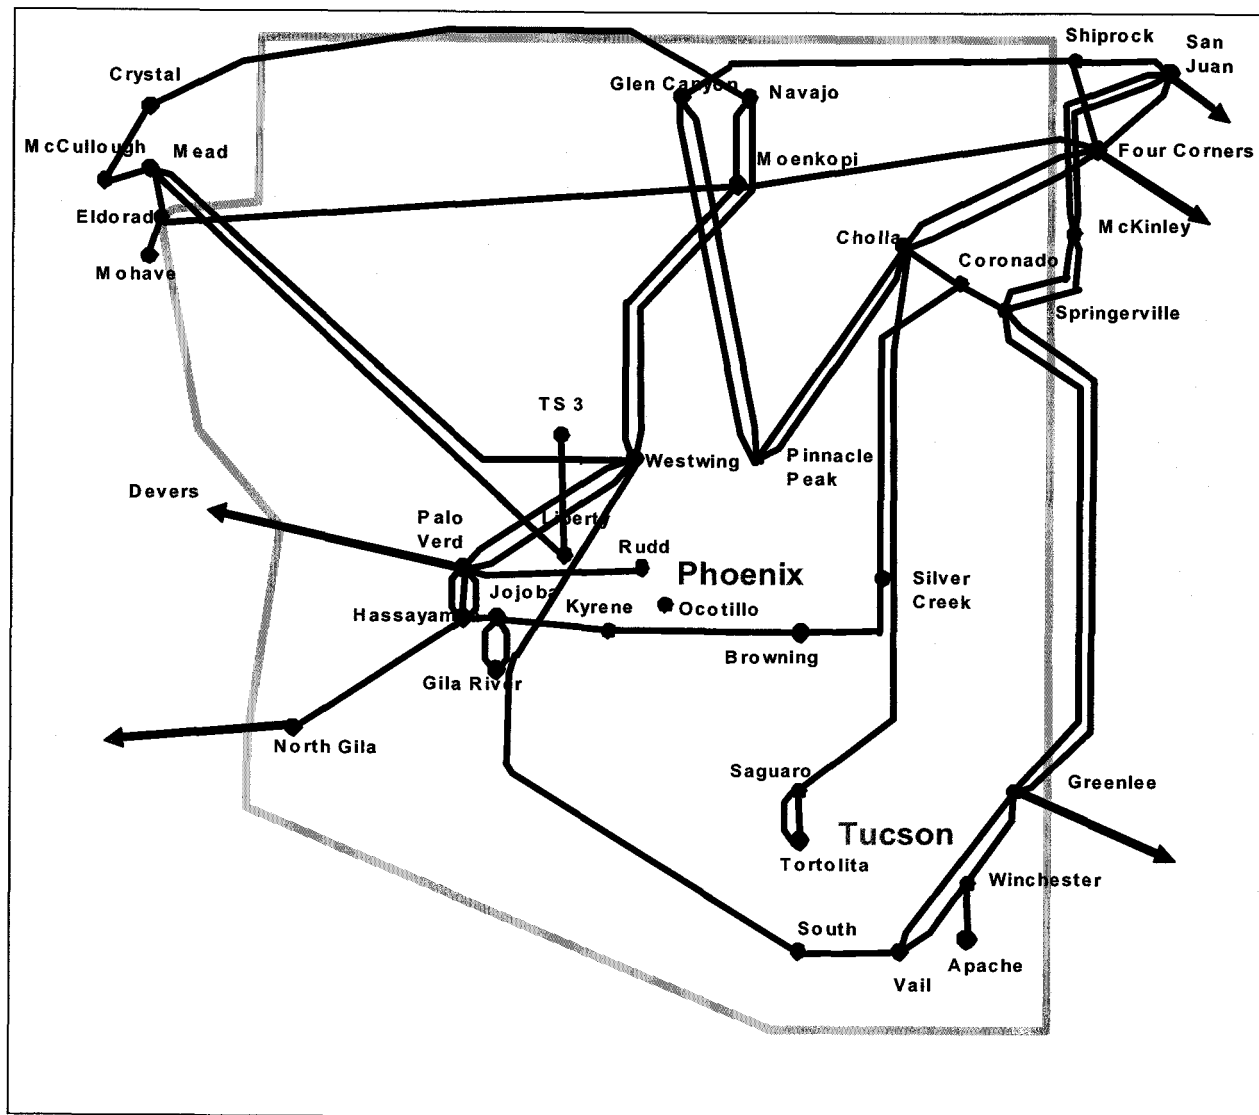 Shiprock
San
Juan
Crystal
Glen Canyon
Navajo
McCullough
Mead
Moenkopi
Four Corners
Eldorad
McKinley
Cholla
Coronado
Mohave
Springerville
TS 3
Westwing
Pinnacle
Peak
Devers
Palo
Verd
Liberty
Rudd
Phoenix
Silver
Creek
Jojoba
Hassayam
Kyrene
Ocotillo
Browning
Gila River
North Gila
Saguaro
Greenlee
Tucson
Tortolita
Winchester
South
Apache
Vail